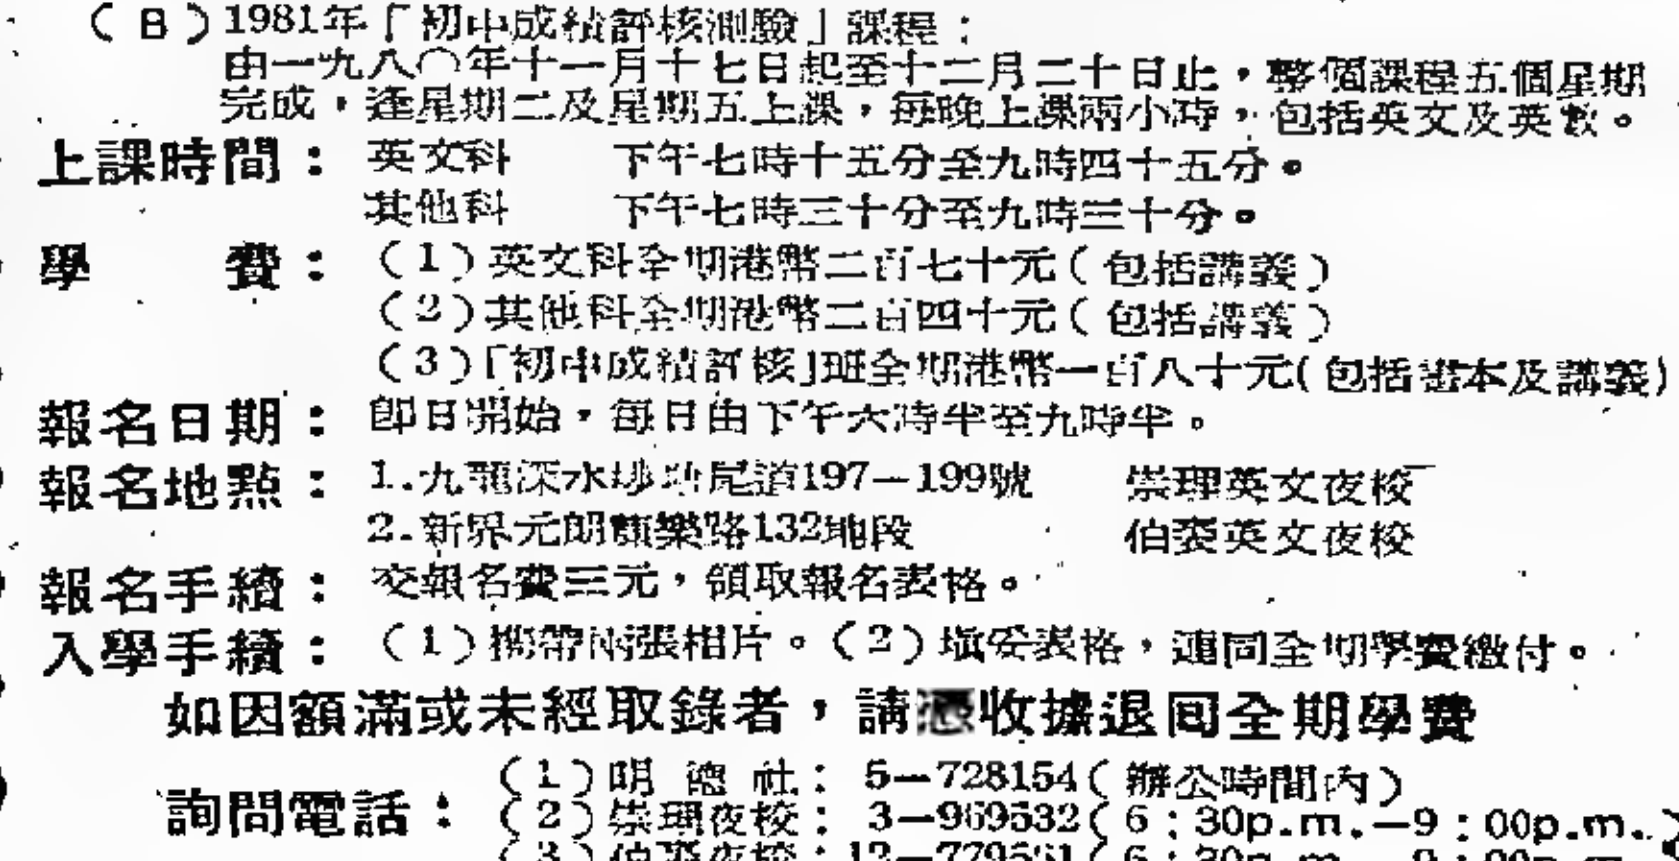 （B）1981年「初中成績評核測驗」課程：
由一九八〇年十一月十七日起至十二月二十日止，整個課程五個星期
完成，逢星期二及星期五上課，每晚上課兩小時，包括英文及英數。
上課時間：英文科　下午七時十五分至九時四十五分。
其他科　下午七時三十分至九時三十分。
學　費：（1）英文科全期港幣二百七十元（包括講義）
（2）其他科全期港幣二百四十元（包括講義）
（3）「初中成績評核」班全期港幣一百八十元（包括書本及講義）
報名日期：即日開始，每日由下午六時半至九時半。
報名地點：1.九龍深水埗塘尾道197—199號　崇理英文夜校
2.新界元朗 樂路132地段　伯裘英文夜校
報名手續：交報名費三元，領取報名表格。
入學手續：（1）携帶兩張相片。（2）填妥表格，連同全期學費繳付。
如因額滿或未經取錄者，請憑收據退回全期學費
詢問電話：（1）明德社：5—728154（辦公時間內）
（2）崇理夜校：3—969532（6：30p.m.—9：00p.m.）
（3）伯裘夜校：12—